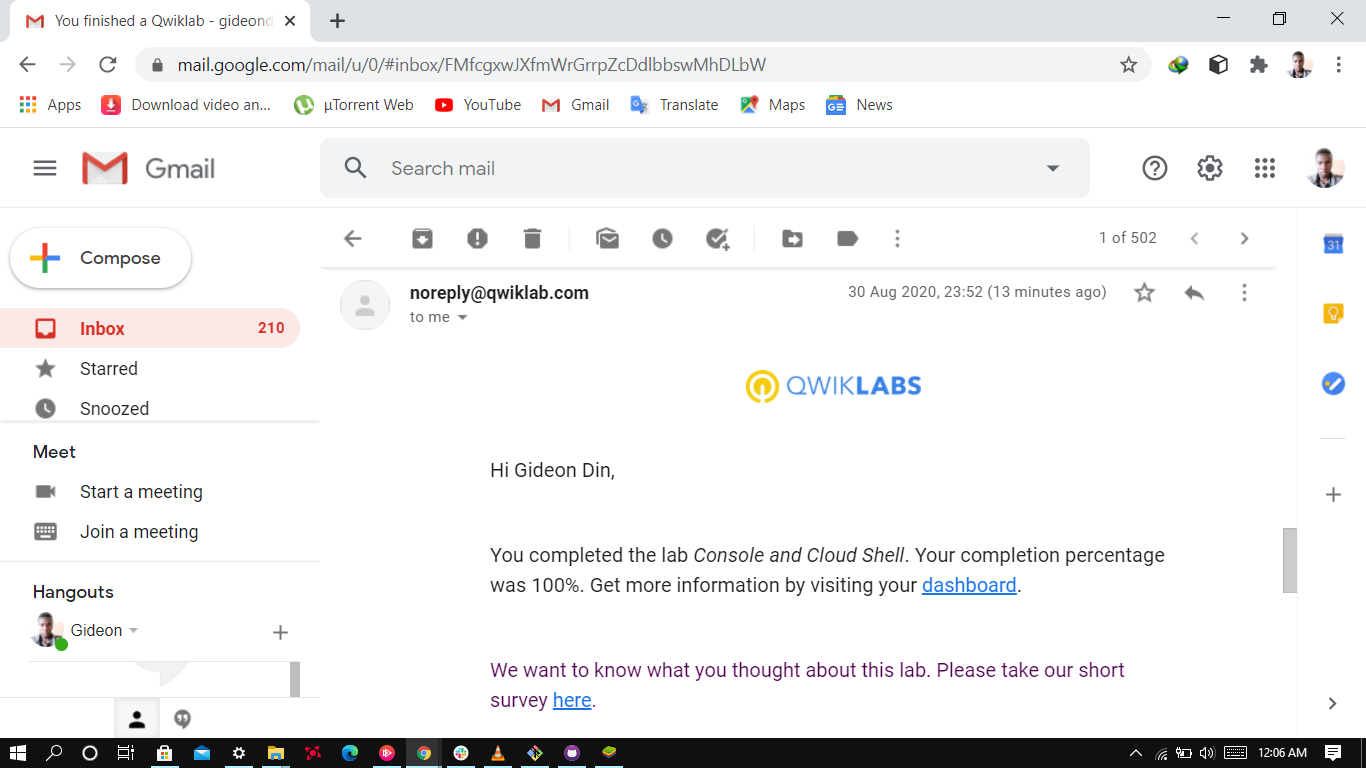 You finished a Qwiklab - gideond
mail.google.com/mail/u/0/#inbox/FMfcgxwJXfmWrGrrpZcDdlbbswMhDLbW
Apps Download video an... µTorrent Web YouTube Gmail Translate Maps News
Gmail
Search mail
Compose
1 of 502
31
Inbox 210
Starred
Snoozed
Meet
Start a meeting
Join a meeting
Hangouts
Gideon
noreply@qwiklab.com 30 Aug 2020, 23:52 (13 minutes ago)
to me
QWIKLABS
Hi Gideon Din,
You completed the lab Console and Cloud Shell. Your completion percentage
was 100%. Get more information by visiting your dashboard.
We want to know what you thought about this lab. Please take our short
survey here.
12:06 AM